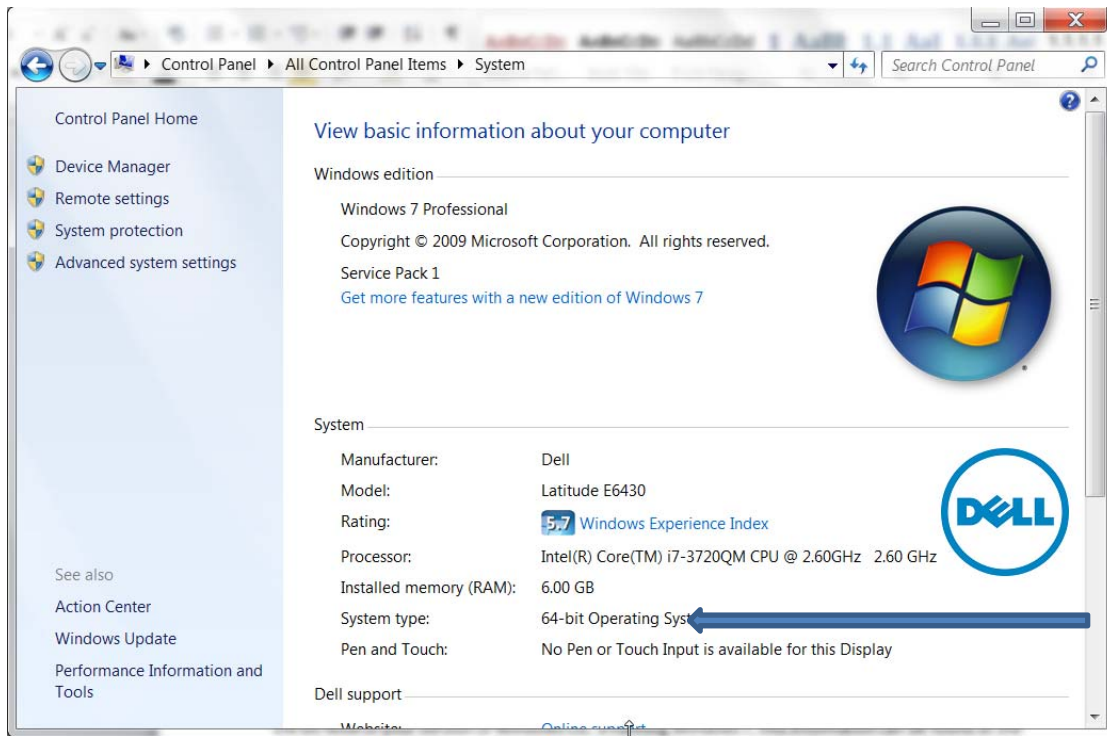 Control Panel ▸ All Control Panel Items ▸ System
Search Control Panel
Control Panel Home
Device Manager
Remote settings
System protection
Advanced system settings
See also
Action Center
Windows Update
Performance Information and
Tools
View basic information about your computer
Windows edition
Windows 7 Professional
Copyright © 2009 Microsoft Corporation. All rights reserved.
Service Pack 1
Get more features with a new edition of Windows 7
System
Manufacturer: Dell
Model: Latitude E6430
Rating: 5.7 Windows Experience Index
Processor: Intel(R) Core(TM) i7-3720QM CPU @ 2.60GHz 2.60 GHz
Installed memory (RAM): 6.00 GB
System type: 64-bit Operating Syst
Pen and Touch: No Pen or Touch Input is available for this Display
DELL
Dell support
Website: Online support